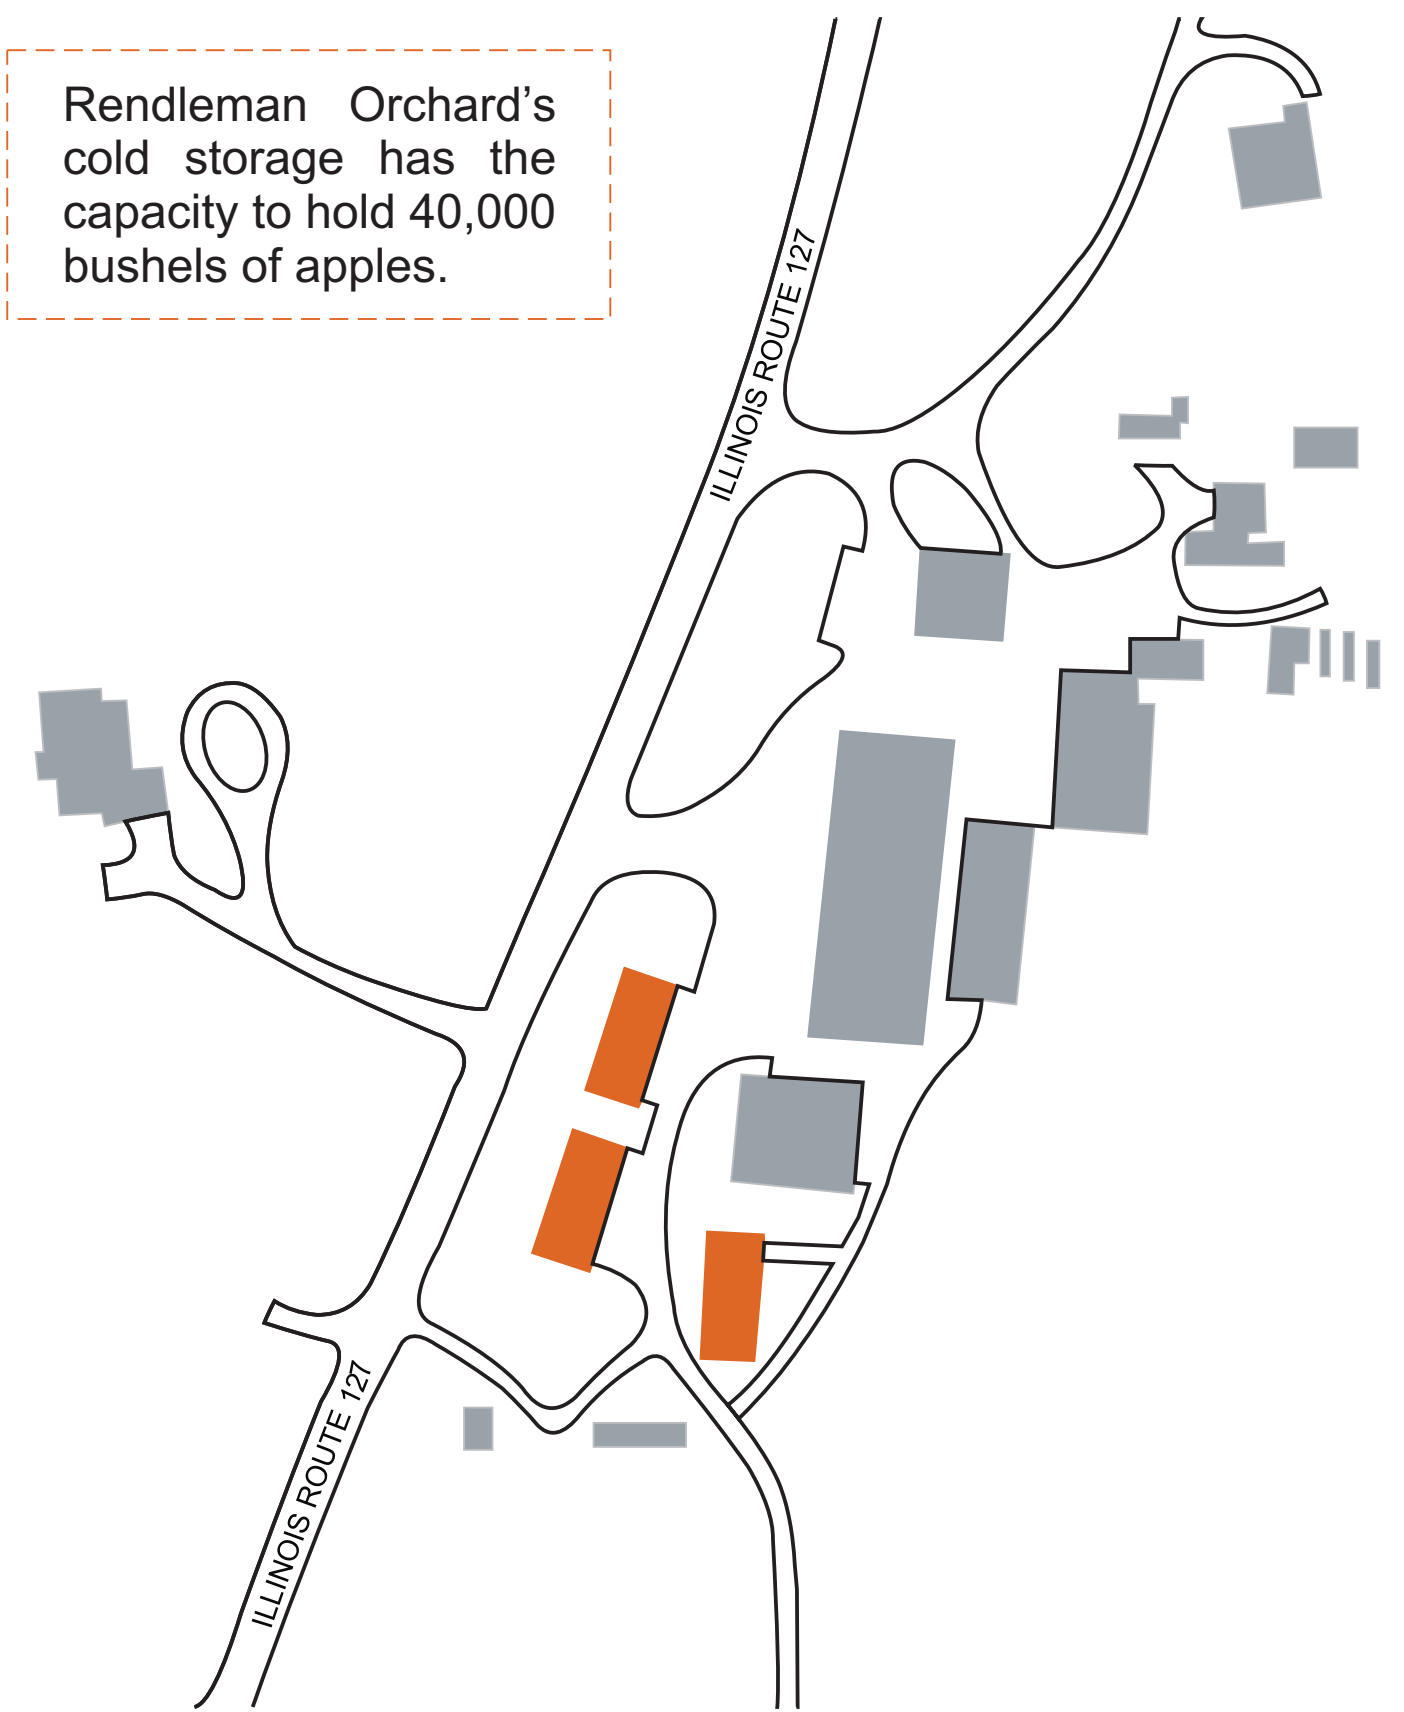 Rendleman Orchard's
cold storage has the
capacity to hold 40,000
bushels of apples.
ILLINOIS ROUTE 127
ILLINOIS ROUTE 127